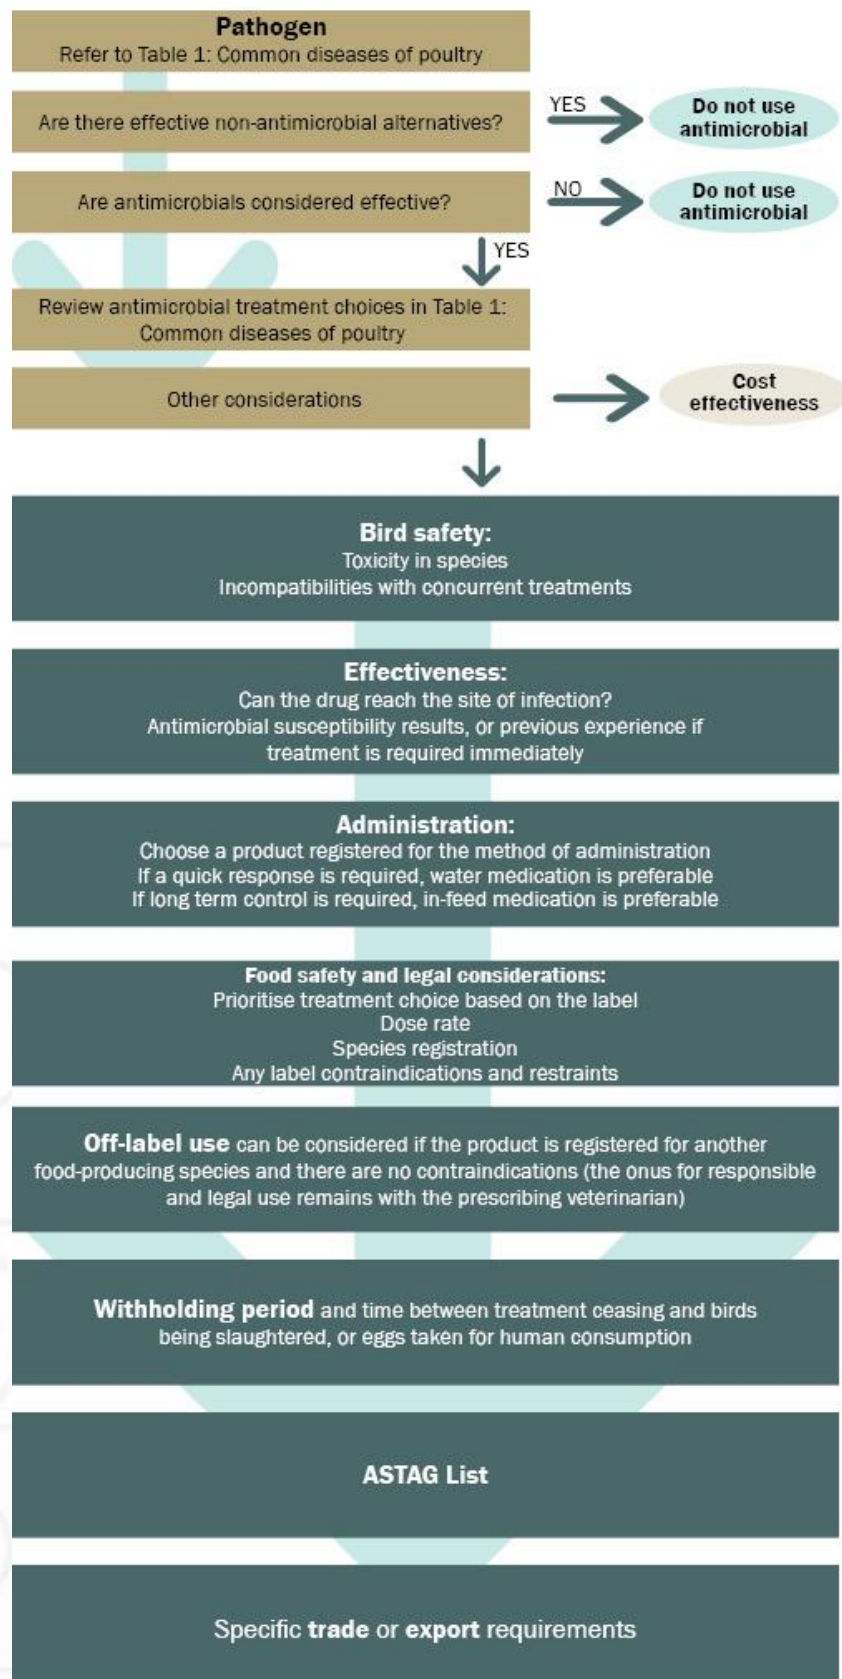 Pathogen
Refer to Table 1: Common diseases of poultry
Are there effective non-antimicrobial alternatives?
YES
Do not use
antimicrobial
Are antimicrobials considered effective?
NO
Do not use
antimicrobial
YES
Review antimicrobial treatment choices in Table 1:
Common diseases of poultry
Other considerations
Cost
effectiveness
Bird safety:
Toxicity in species
Incompatibilities with concurrent treatments
Effectiveness:
Can the drug reach the site of infection?
Antimicrobial susceptibility results, or previous experience if
treatment is required immediately
Administration:
Choose a product registered for the method of administration
If a quick response is required, water medication is preferable
If long term control is required, in-feed medication is preferable
Food safety and legal considerations:
Prioritise treatment choice based on the label
Dose rate
Species registration
Any label contraindications and restraints
Off-label use can be considered if the product is registered for another
food-producing species and there are no contraindications (the onus for responsible
and legal use remains with the prescribing veterinarian)
Withholding period and time between treatment ceasing and birds
being slaughtered, or eggs taken for human consumption
ASTAG List
Specific trade or export requirements